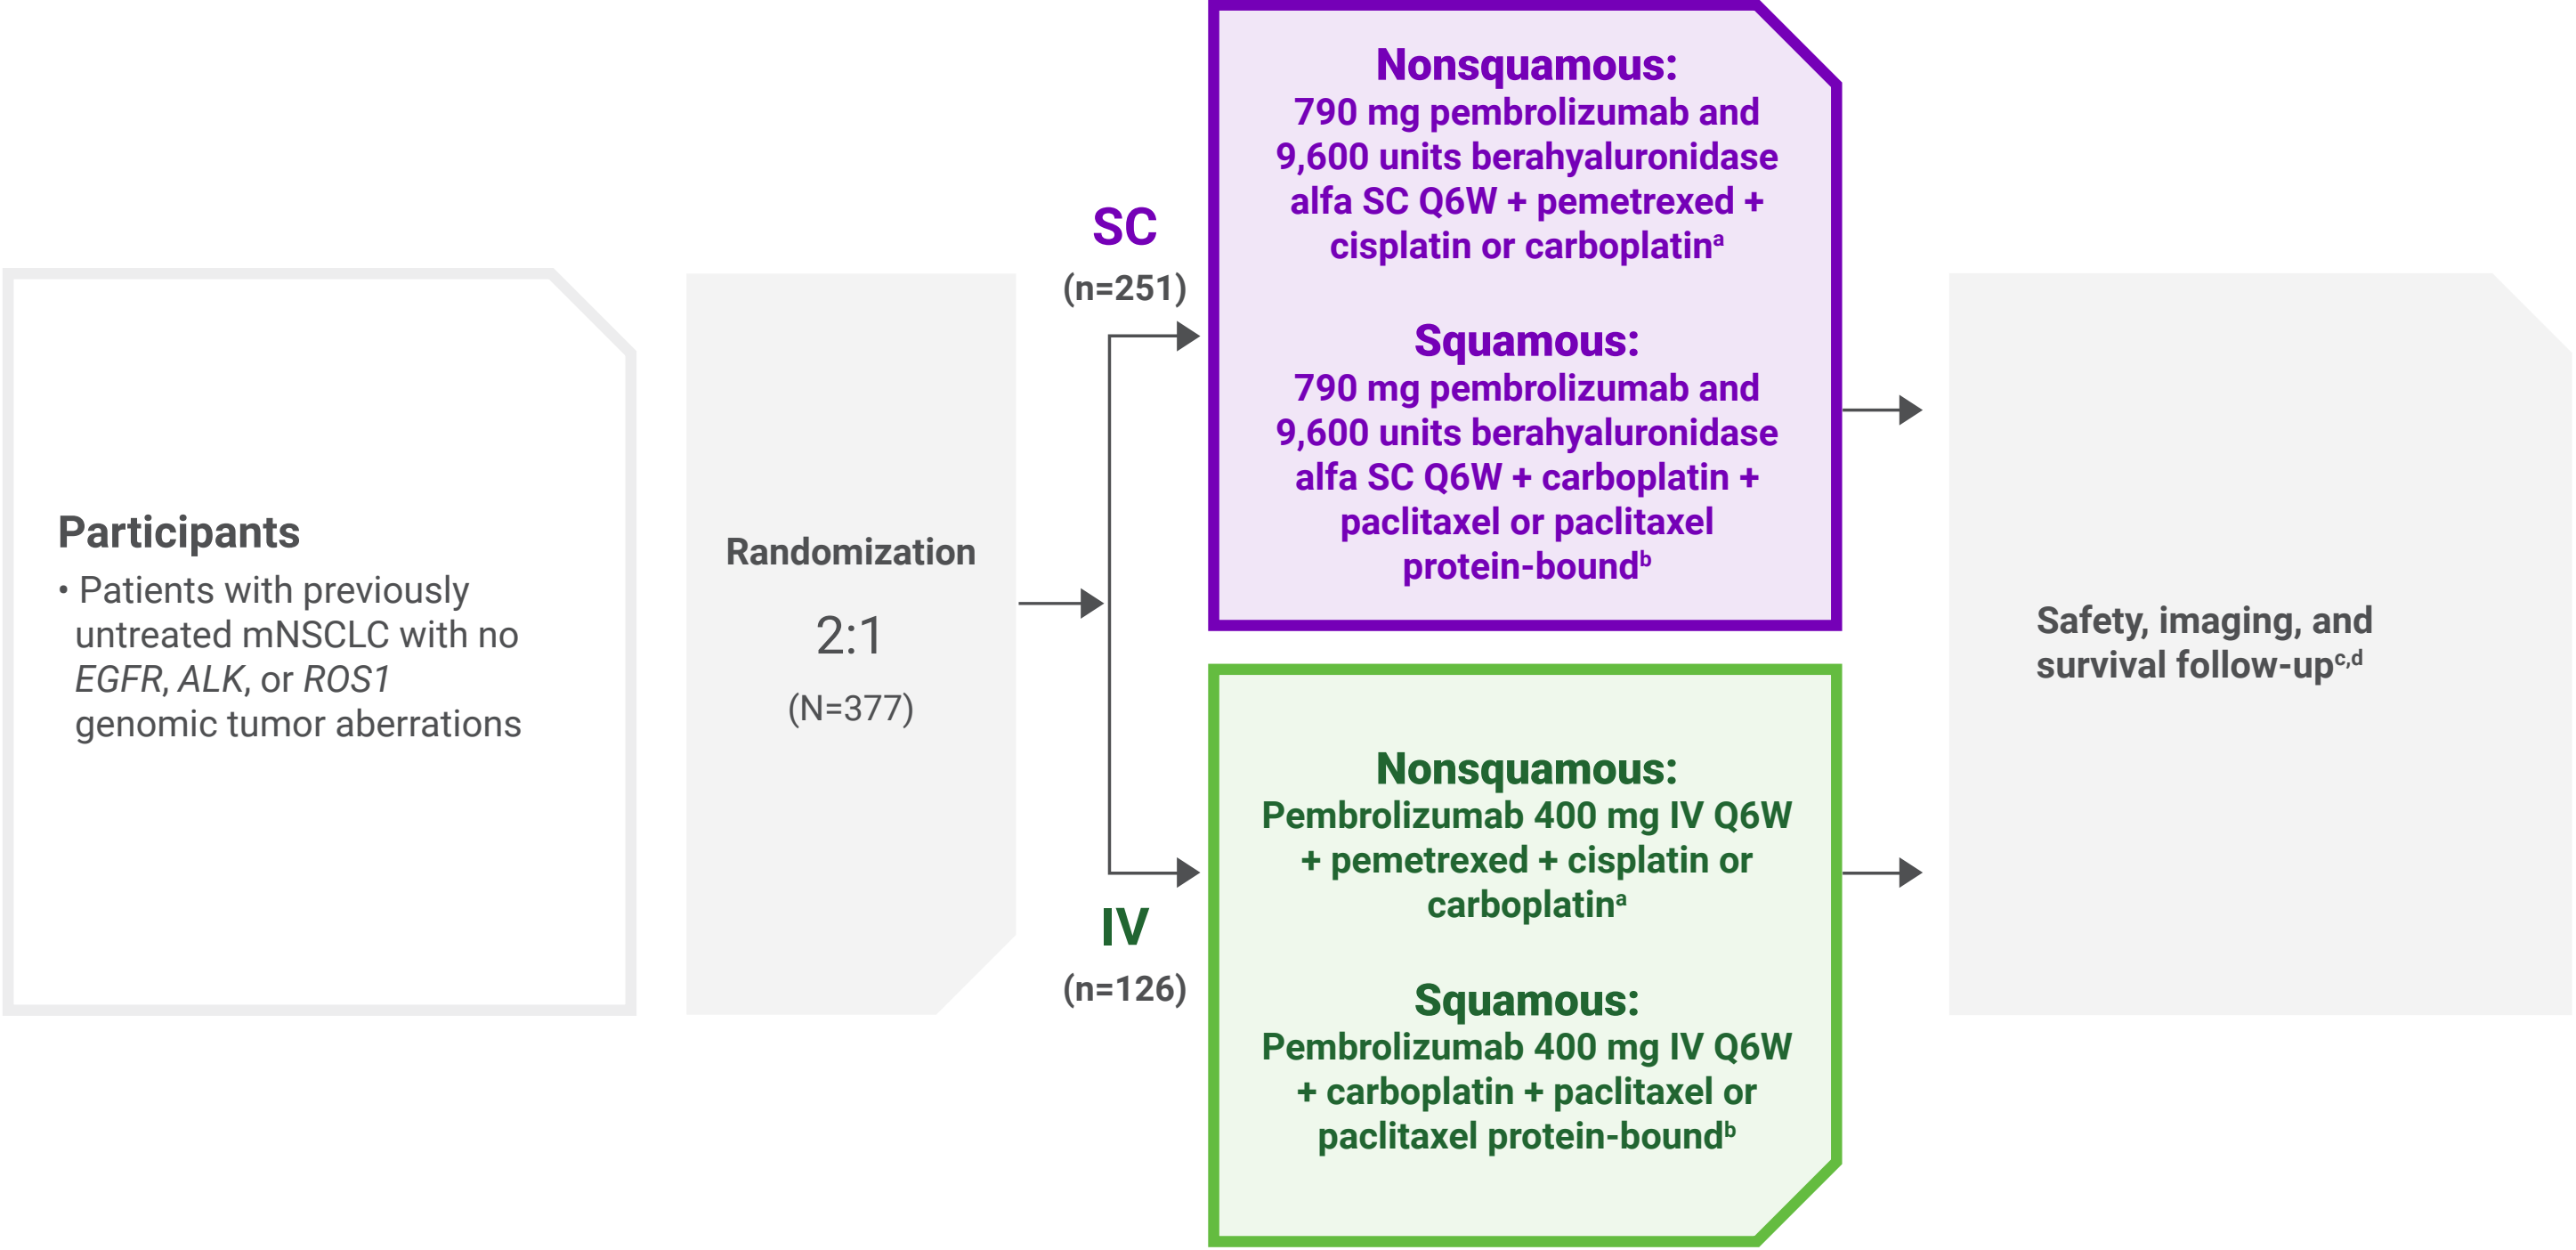 Participants
• Patients with previously
untreated mNSCLC with no
EGFR, ALK, or ROS1
genomic tumor aberrations
Randomization
2:1
(N=377)
SC
(n=251)
Nonsquamous:
790 mg pembrolizumab and
9,600 units berahyaluronidase
alfa SC Q6W + pemetrexed +
cisplatin or carboplatinᵃ
Squamous:
790 mg pembrolizumab and
9,600 units berahyaluronidase
alfa SC Q6W + carboplatin +
paclitaxel or paclitaxel
protein-boundᵇ
IV
(n=126)
Nonsquamous:
Pembrolizumab 400 mg IV Q6W
+ pemetrexed + cisplatin or
carboplatinᵃ
Squamous:
Pembrolizumab 400 mg IV Q6W
+ carboplatin + paclitaxel or
paclitaxel protein-boundᵇ
Safety, imaging, and
survival follow-upᶜ,ᵈ